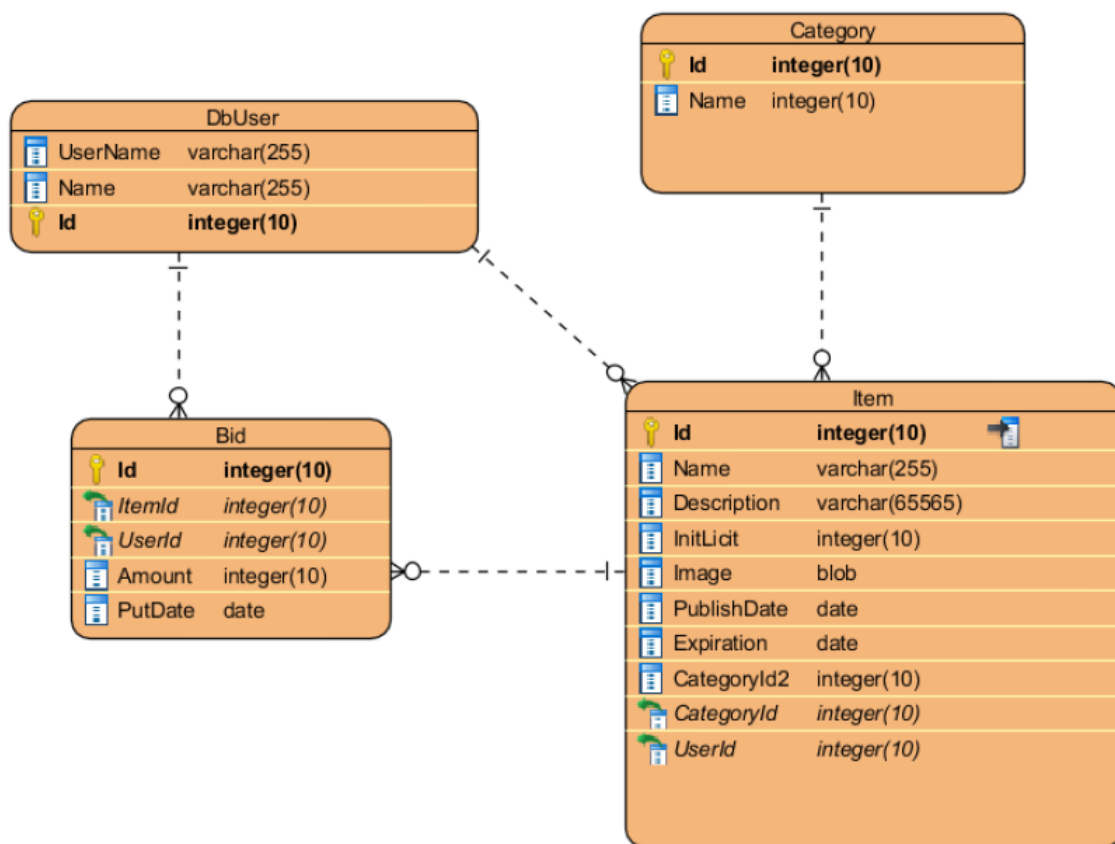 Category
Id integer(10)
Name integer(10)
DbUser
UserName varchar(255)
Name varchar(255)
Id integer(10)
Bid
Id integer(10)
ItemId integer(10)
UserId integer(10)
Amount integer(10)
PutDate date
Item
Id integer(10)
Name varchar(255)
Description varchar(65565)
InitLicit integer(10)
Image blob
PublishDate date
Expiration date
CategoryId2 integer(10)
CategoryId integer(10)
UserId integer(10)